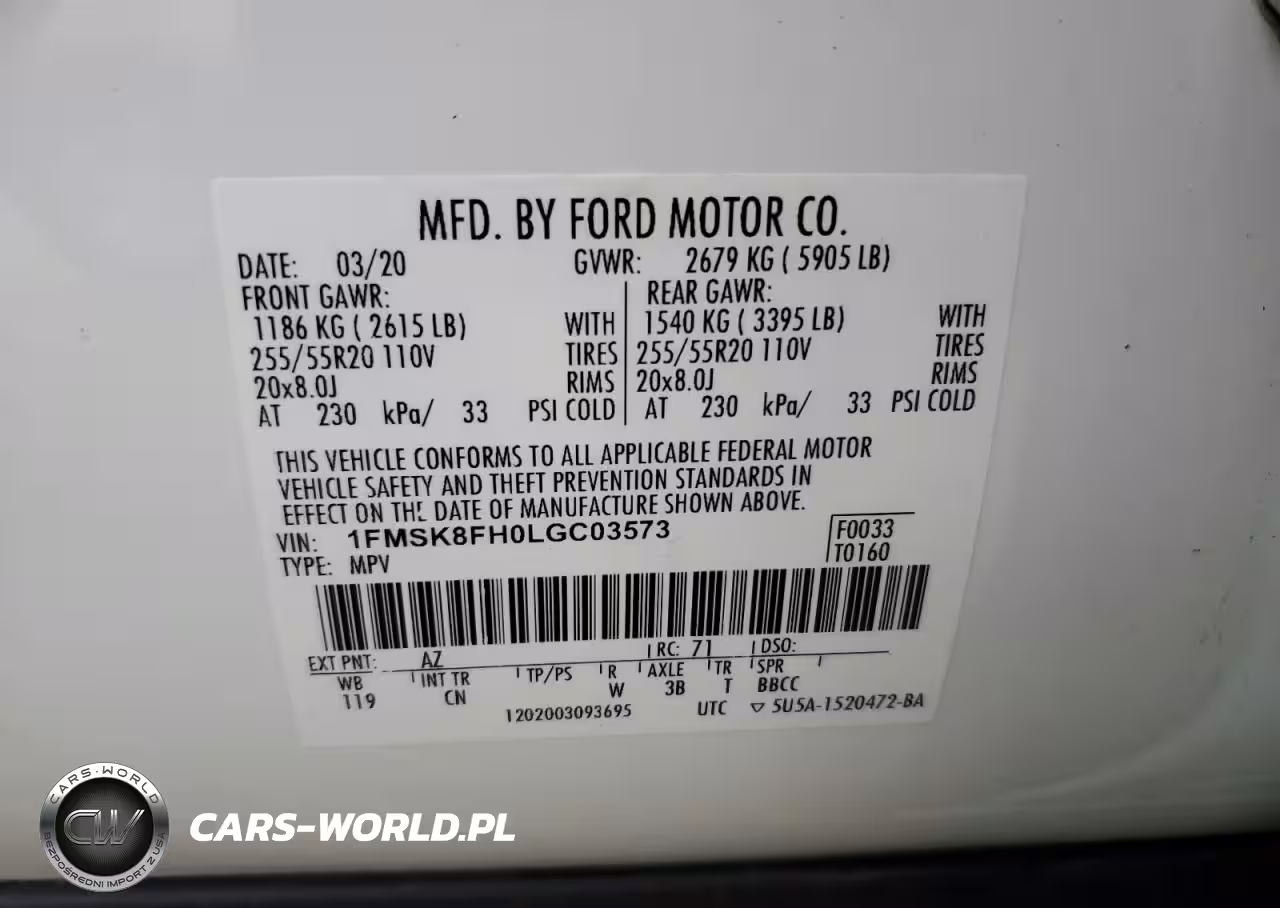 MFD. BY FORD MOTOR CO.
DATE: 03/20 GVWR: 2679 KG ( 5905 LB)
FRONT GAWR: REAR GAWR:
1186 KG ( 2615 LB) WITH 1540 KG ( 3395 LB) WITH
255/55R20 110V TIRES 255/55R20 110V TIRES
20x8.0J RIMS 20x8.0J RIMS
AT 230 kPa/ 33 PSI COLD AT 230 kPa/ 33 PSI COLD
THIS VEHICLE CONFORMS TO ALL APPLICABLE FEDERAL MOTOR
VEHICLE SAFETY AND THEFT PREVENTION STANDARDS IN
EFFECT ON THE DATE OF MANUFACTURE SHOWN ABOVE.
VIN: 1FMSK8FH0LGC03573 F0033
TYPE: MPV T0160
EXT PNT: AZ RC: 71 DSO:
WB INT TR TP/PS R AXLE TR SPR
119 CN W 3B T BBCC
1202003093695 UTC ▽ 5U5A-1520472-BA
CARS-WORLD
CW
BEZPOŚREDNI IMPORT Z USA
CARS-WORLD.PL